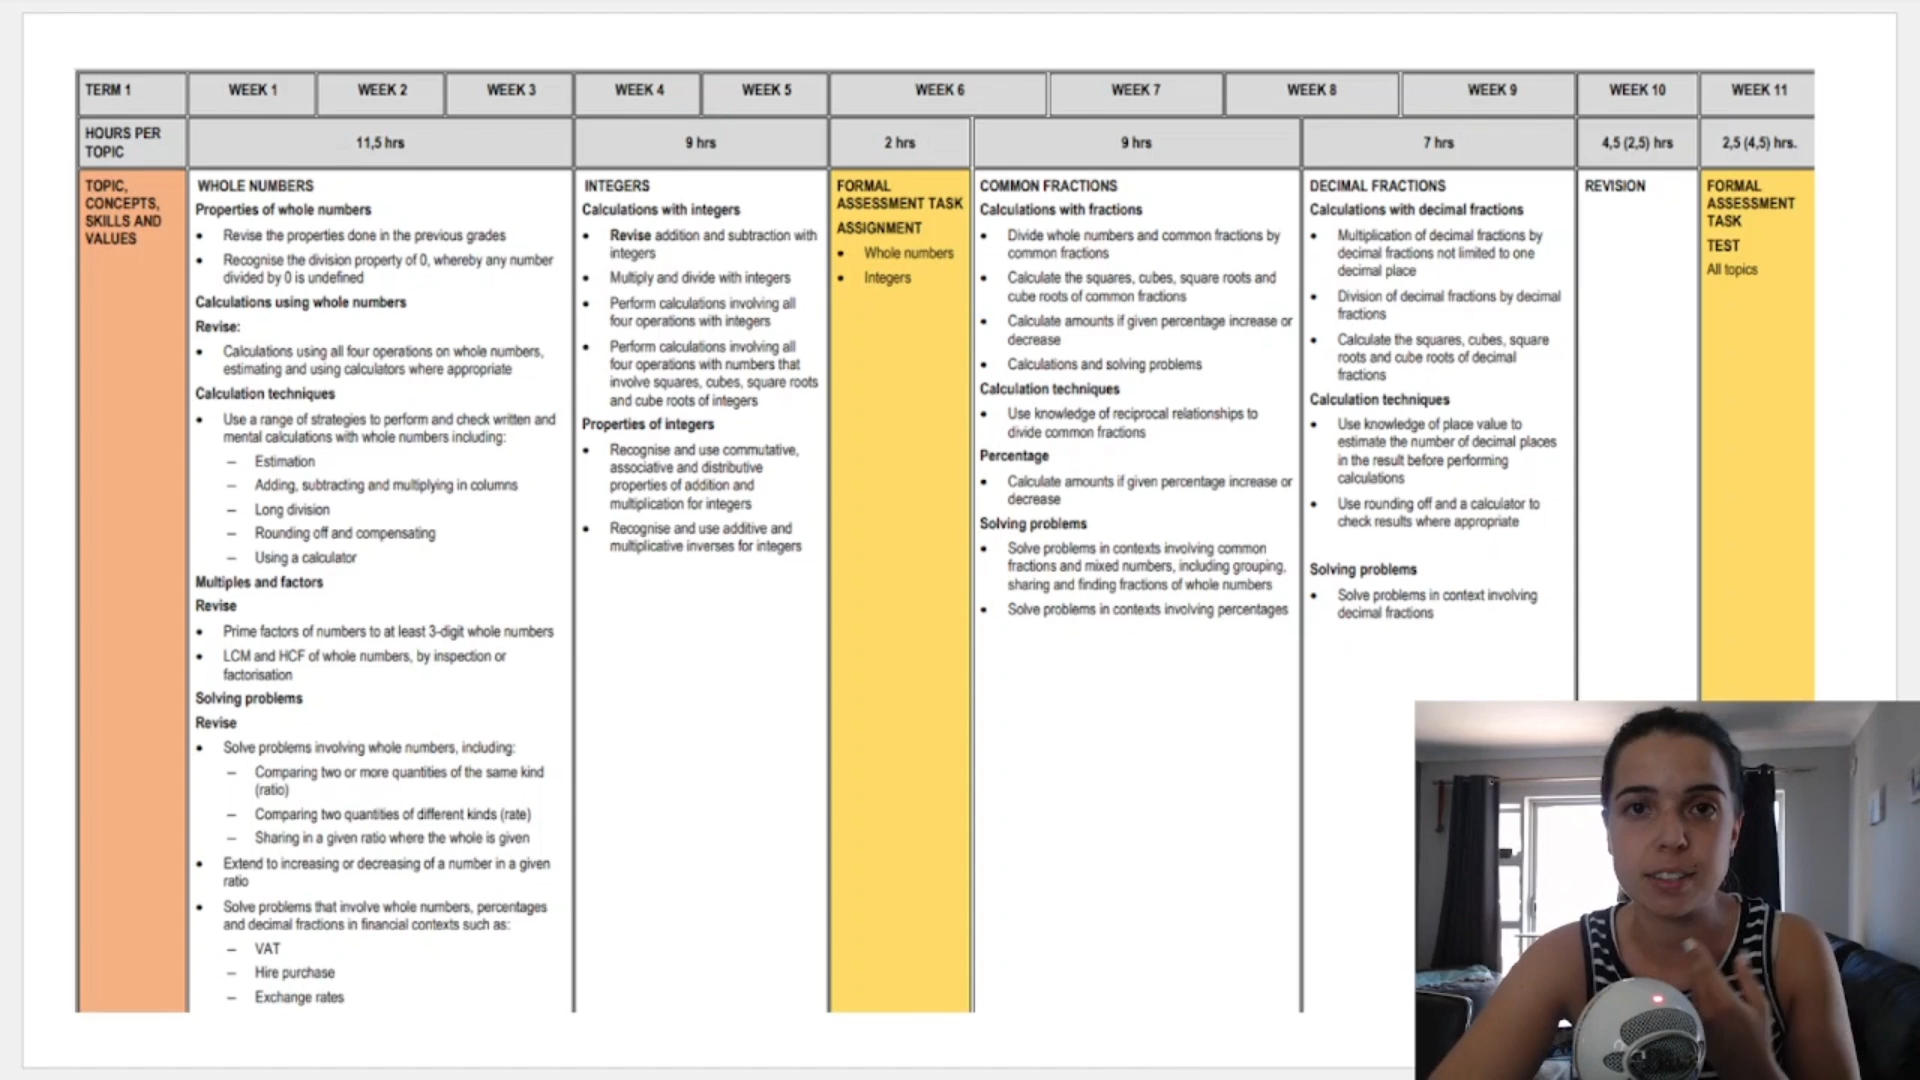 TERM 1
WEEK 1
WEEK 2
WEEK 3
WEEK 4
WEEK 5
WEEK 6
WEEK 7
WEEK 8
WEEK 9
WEEK 10
WEEK 11
HOURS PER
TOPIC
11,5 hrs
9 hrs
2 hrs
9 hrs
7 hrs
4,5 (2,5) hrs
2,5 (4,5) hrs.
TOPIC,
CONCEPTS,
SKILLS AND
VALUES
WHOLE NUMBERS
Properties of whole numbers
• Revise the properties done in the previous grades
• Recognise the division property of 0, whereby any number
divided by 0 is undefined
Calculations using whole numbers
Revise:
• Calculations using all four operations on whole numbers,
estimating and using calculators where appropriate
Calculation techniques
• Use a range of strategies to perform and check written and
mental calculations with whole numbers including:
– Estimation
– Adding, subtracting and multiplying in columns
– Long division
– Rounding off and compensating
– Using a calculator
Multiples and factors
Revise
• Prime factors of numbers to at least 3-digit whole numbers
• LCM and HCF of whole numbers, by inspection or
factorisation
Solving problems
Revise
• Solve problems involving whole numbers, including:
– Comparing two or more quantities of the same kind
(ratio)
– Comparing two quantities of different kinds (rate)
– Sharing in a given ratio where the whole is given
• Extend to increasing or decreasing of a number in a given
ratio
• Solve problems that involve whole numbers, percentages
and decimal fractions in financial contexts such as:
– VAT
– Hire purchase
– Exchange rates
INTEGERS
Calculations with integers
• Revise addition and subtraction with
integers
• Multiply and divide with integers
• Perform calculations involving all
four operations with integers
• Perform calculations involving all
four operations with numbers that
involve squares, cubes, square roots
and cube roots of integers
Properties of integers
• Recognise and use commutative,
associative and distributive
properties of addition and
multiplication for integers
• Recognise and use additive and
multiplicative inverses for integers
FORMAL
ASSESSMENT TASK
ASSIGNMENT
• Whole numbers
• Integers
COMMON FRACTIONS
Calculations with fractions
• Divide whole numbers and common fractions by
common fractions
• Calculate the squares, cubes, square roots and
cube roots of common fractions
• Calculate amounts if given percentage increase or
decrease
• Calculations and solving problems
Calculation techniques
• Use knowledge of reciprocal relationships to
divide common fractions
Percentage
• Calculate amounts if given percentage increase or
decrease
Solving problems
• Solve problems in contexts involving common
fractions and mixed numbers, including grouping,
sharing and finding fractions of whole numbers
• Solve problems in contexts involving percentages
DECIMAL FRACTIONS
Calculations with decimal fractions
• Multiplication of decimal fractions by
decimal fractions not limited to one
decimal place
• Division of decimal fractions by decimal
fractions
• Calculate the squares, cubes, square
roots and cube roots of decimal
fractions
Calculation techniques
• Use knowledge of place value to
estimate the number of decimal places
in the result before performing
calculations
• Use rounding off and a calculator to
check results where appropriate
Solving problems
• Solve problems in context involving
decimal fractions
REVISION
FORMAL
ASSESSMENT
TASK
TEST
All topics